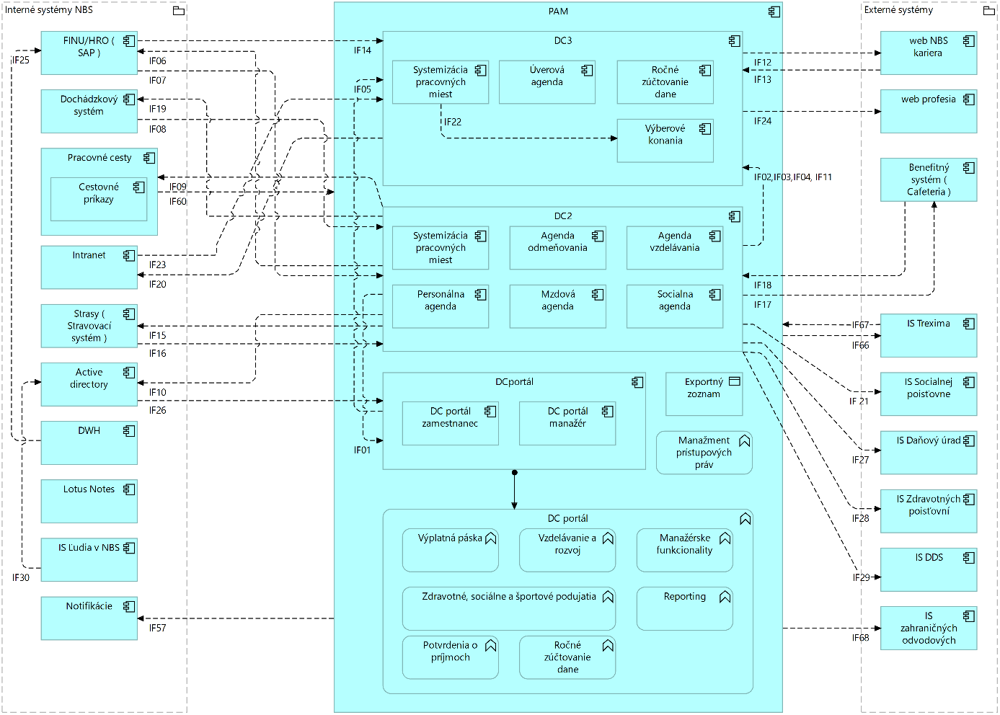 Interné systémy NBS
FINU/HRO (
SAP )
IF25
IF06
IF07
Dochádzkový
systém
IF19
IF08
Pracovné cesty
Cestovné
príkazy
IF09
IF60
Intranet
IF23
IF20
Strasy (
Stravovací
systém )
IF15
IF16
Active
directory
IF10
IF26
DWH
Lotus Notes
IS Ľudia v NBS
IF30
Notifikácie
IF57
PAM
DC3
IF14
Systemizácia
pracovných
miest
Úverová
agenda
Ročné
zúčtovanie
dane
IF05
IF22
Výberové
konania
DC2
Systemizácia
pracovných
miest
Agenda
odmeňovania
Agenda
vzdelávania
Personálna
agenda
Mzdová
agenda
Socialna
agenda
DCportál
DC portál
zamestnanec
DC portál
manažér
IF01
Exportný
zoznam
Manažment
prístupových
práv
DC portál
Výplatná páska
Vzdelávanie a
rozvoj
Manažérske
funkcionality
Zdravotné, sociálne a športové podujatia
Reporting
Potvrdenia o
príjmoch
Ročné
zúčtovanie
dane
Externé systémy
web NBS
kariera
IF12
IF13
web profesia
IF24
Benefitný
systém (
Cafeteria )
IF02,IF03,IF04, IF11
IF18
IF17
IS Trexima
IF67
IF66
IS Socialnej
poisťovne
IF 21
IS Daňový úrad
IF27
IS Zdravotných
poisťovní
IF28
IS DDS
IF29
IS
zahraničných
odvodových
IF68